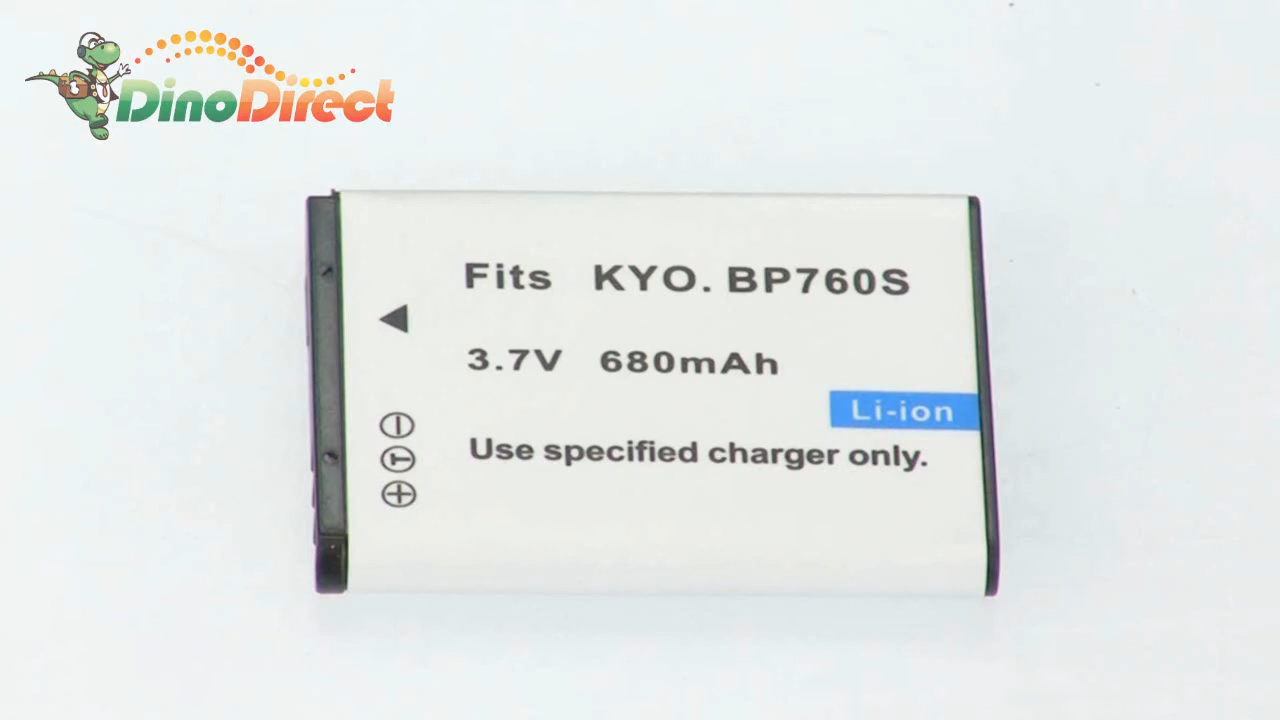 DinoDirect
Fits KYO. BP760S
3.7V 680mAh
Li-ion
Use specified charger only.